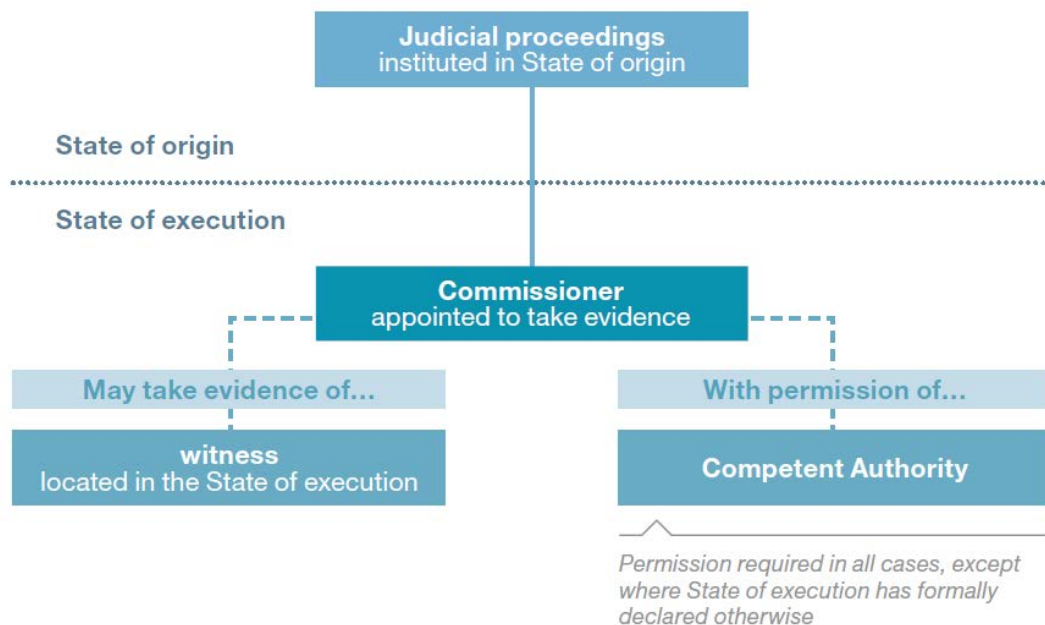 Judicial proceedings
instituted in State of origin
State of origin
State of execution
Commissioner
appointed to take evidence
May take evidence of...
With permission of...
witness
located in the State of execution
Competent Authority
Permission required in all cases, except
where State of execution has formally
declared otherwise